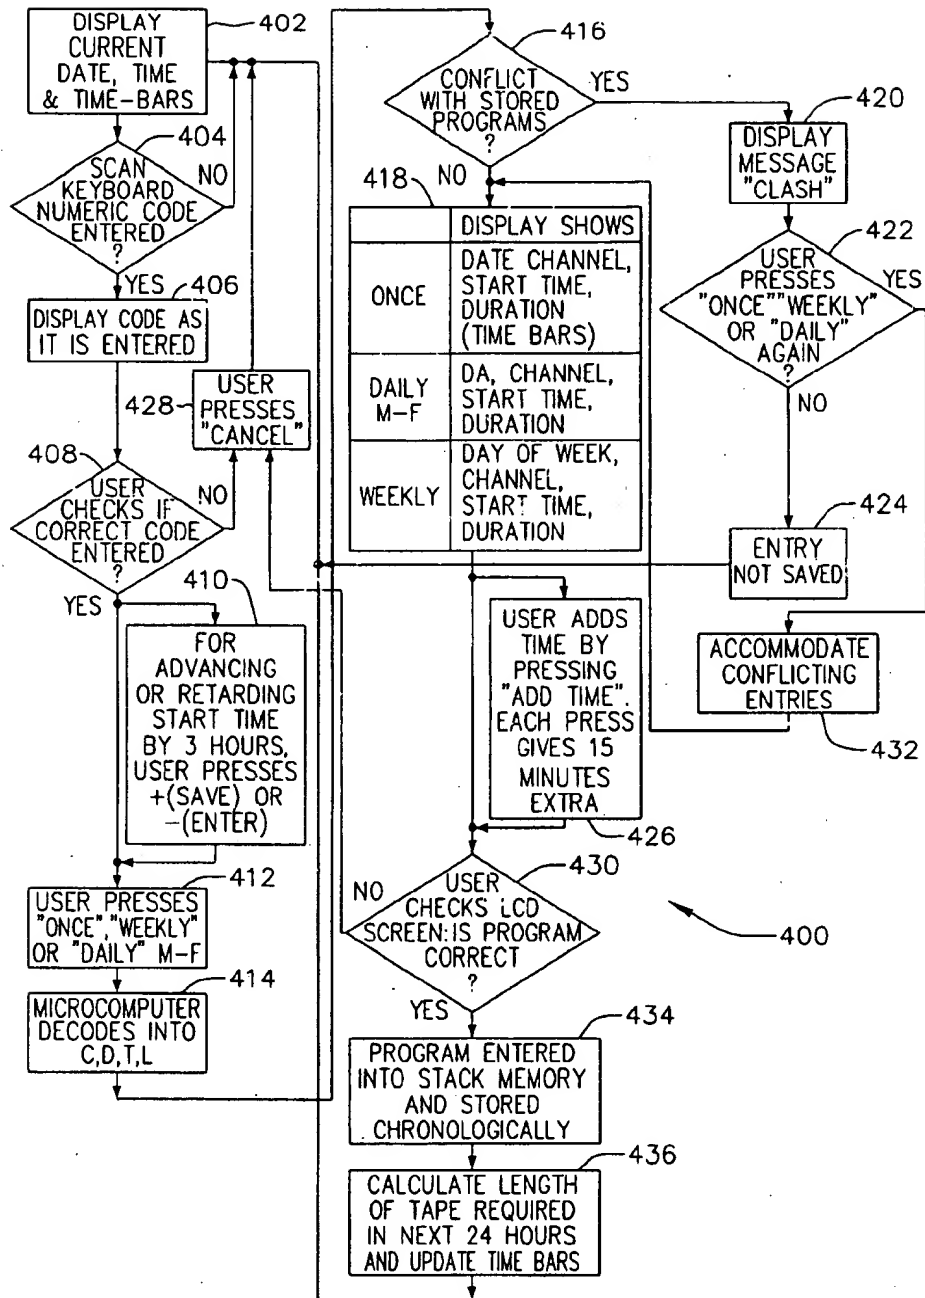 DISPLAY
CURRENT
DATE, TIME
& TIME-BARS
402
404
SCAN
KEYBOARD
NUMERIC CODE
ENTERED
?
NO
YES
406
DISPLAY CODE AS
IT IS ENTERED
428
USER
PRESSES
"CANCEL"
408
USER
CHECKS IF
CORRECT CODE
ENTERED
?
NO
YES
410
FOR
ADVANCING
OR RETARDING
START TIME
BY 3 HOURS,
USER PRESSES
+(SAVE) OR
-(ENTER)
412
USER PRESSES
"ONCE","WEEKLY"
OR "DAILY" M-F
414
MICROCOMPUTER
DECODES INTO
C,D,T,L
416
CONFLICT
WITH STORED
PROGRAMS
?
YES
NO
418
DISPLAY SHOWS
ONCE
DATE CHANNEL,
START TIME,
DURATION
(TIME BARS)
DAILY
M-F
DA, CHANNEL,
START TIME,
DURATION
WEEKLY
DAY OF WEEK,
CHANNEL,
START TIME,
DURATION
420
DISPLAY
MESSAGE
"CLASH"
422
USER
PRESSES
"ONCE""WEEKLY"
OR "DAILY"
AGAIN
?
YES
NO
424
ENTRY
NOT SAVED
ACCOMMODATE
CONFLICTING
ENTRIES
432
USER ADDS
TIME BY
PRESSING
"ADD TIME".
EACH PRESS
GIVES 15
MINUTES
EXTRA
426
430
USER
CHECKS LCD
SCREEN:IS PROGRAM
CORRECT
?
NO
YES
400
434
PROGRAM ENTERED
INTO STACK MEMORY
AND STORED
CHRONOLOGICALLY
436
CALCULATE LENGTH
OF TAPE REQUIRED
IN NEXT 24 HOURS
AND UPDATE TIME BARS